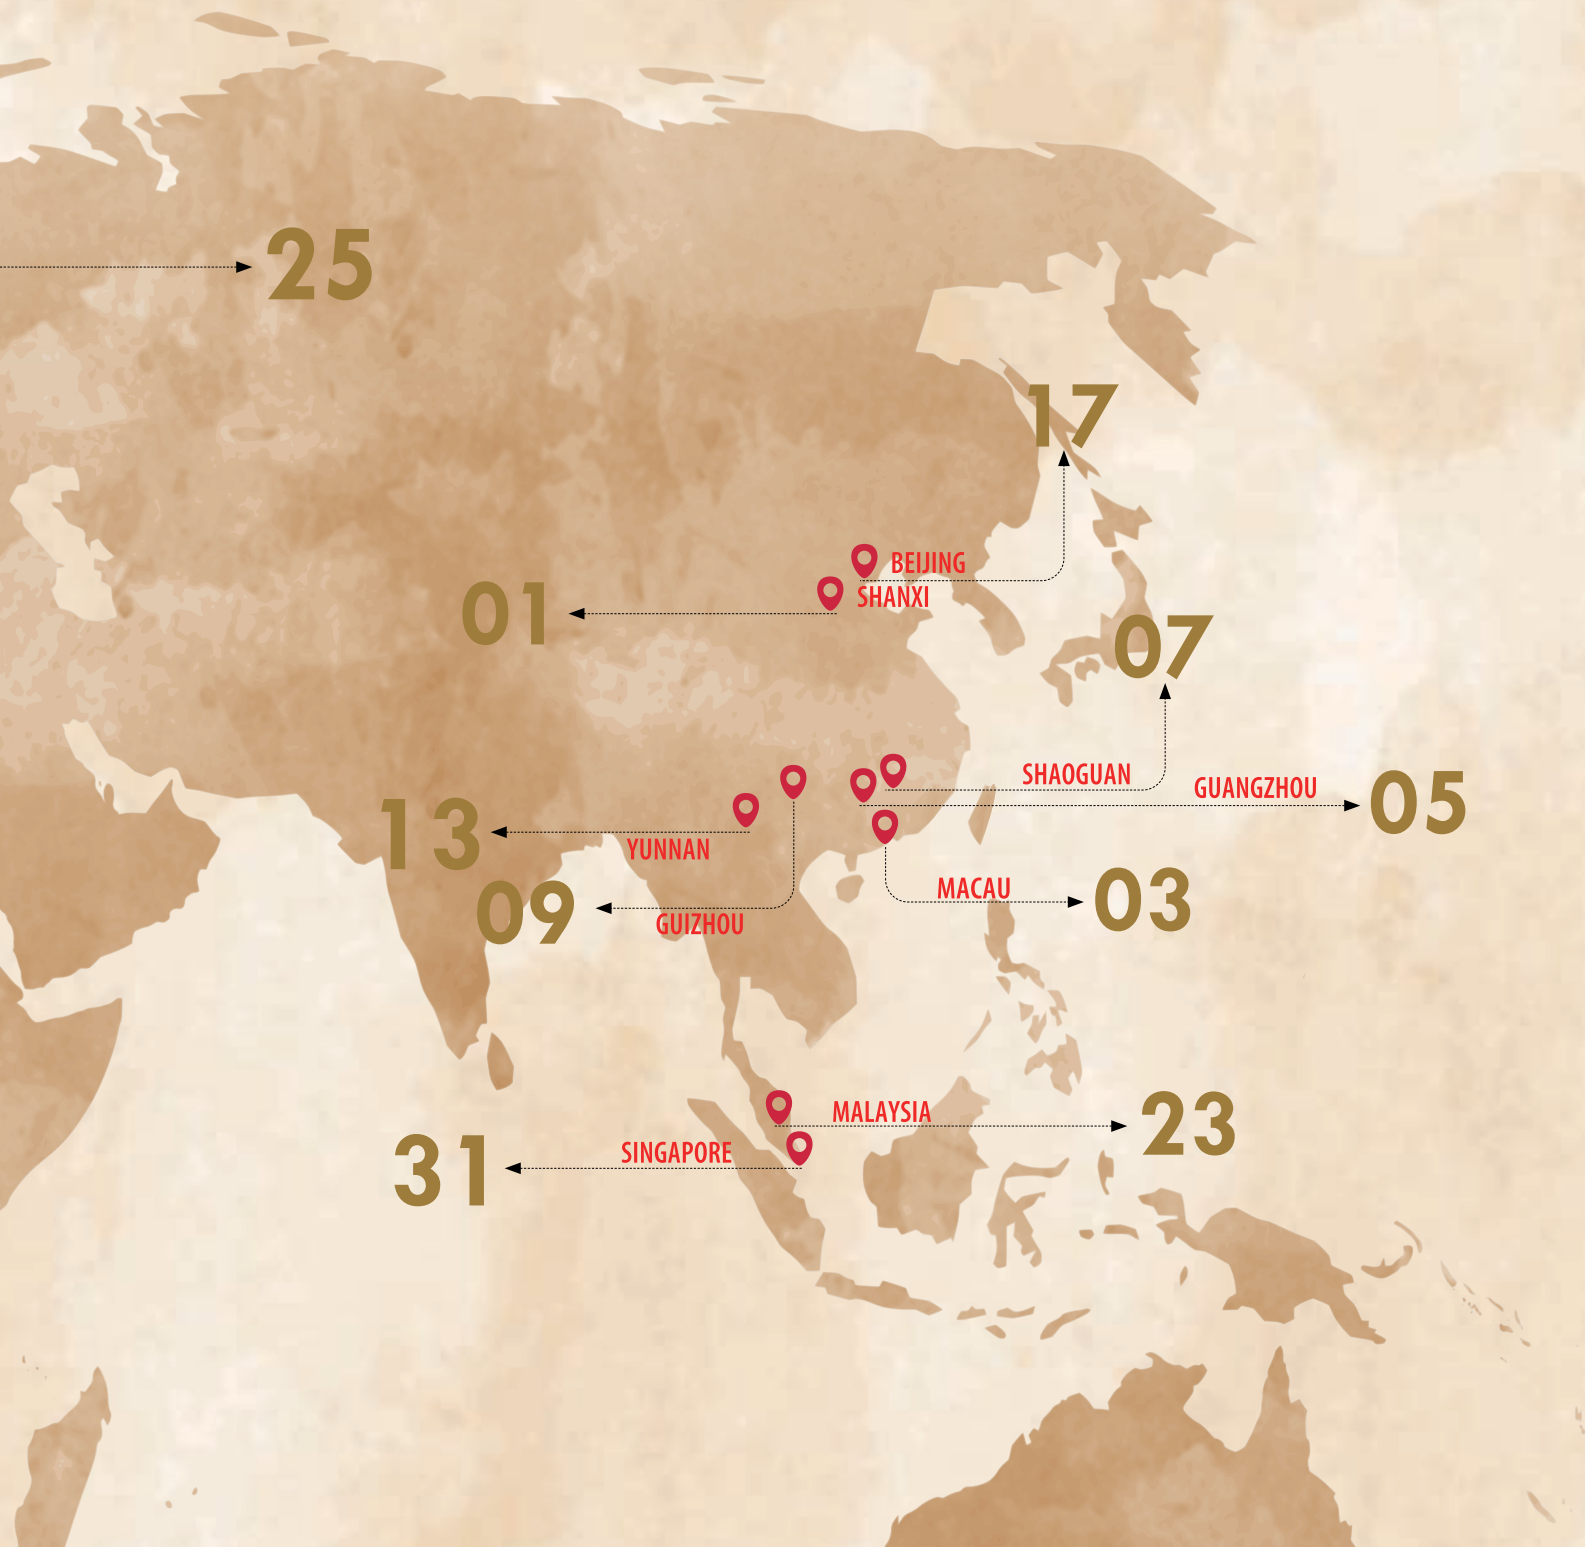 25
17
BEIJING
01
SHANXI
07
SHAOGUAN
GUANGZHOU
05
13
YUNNAN
MACAU
03
09
GUIZHOU
MALAYSIA
23
SINGAPORE
31